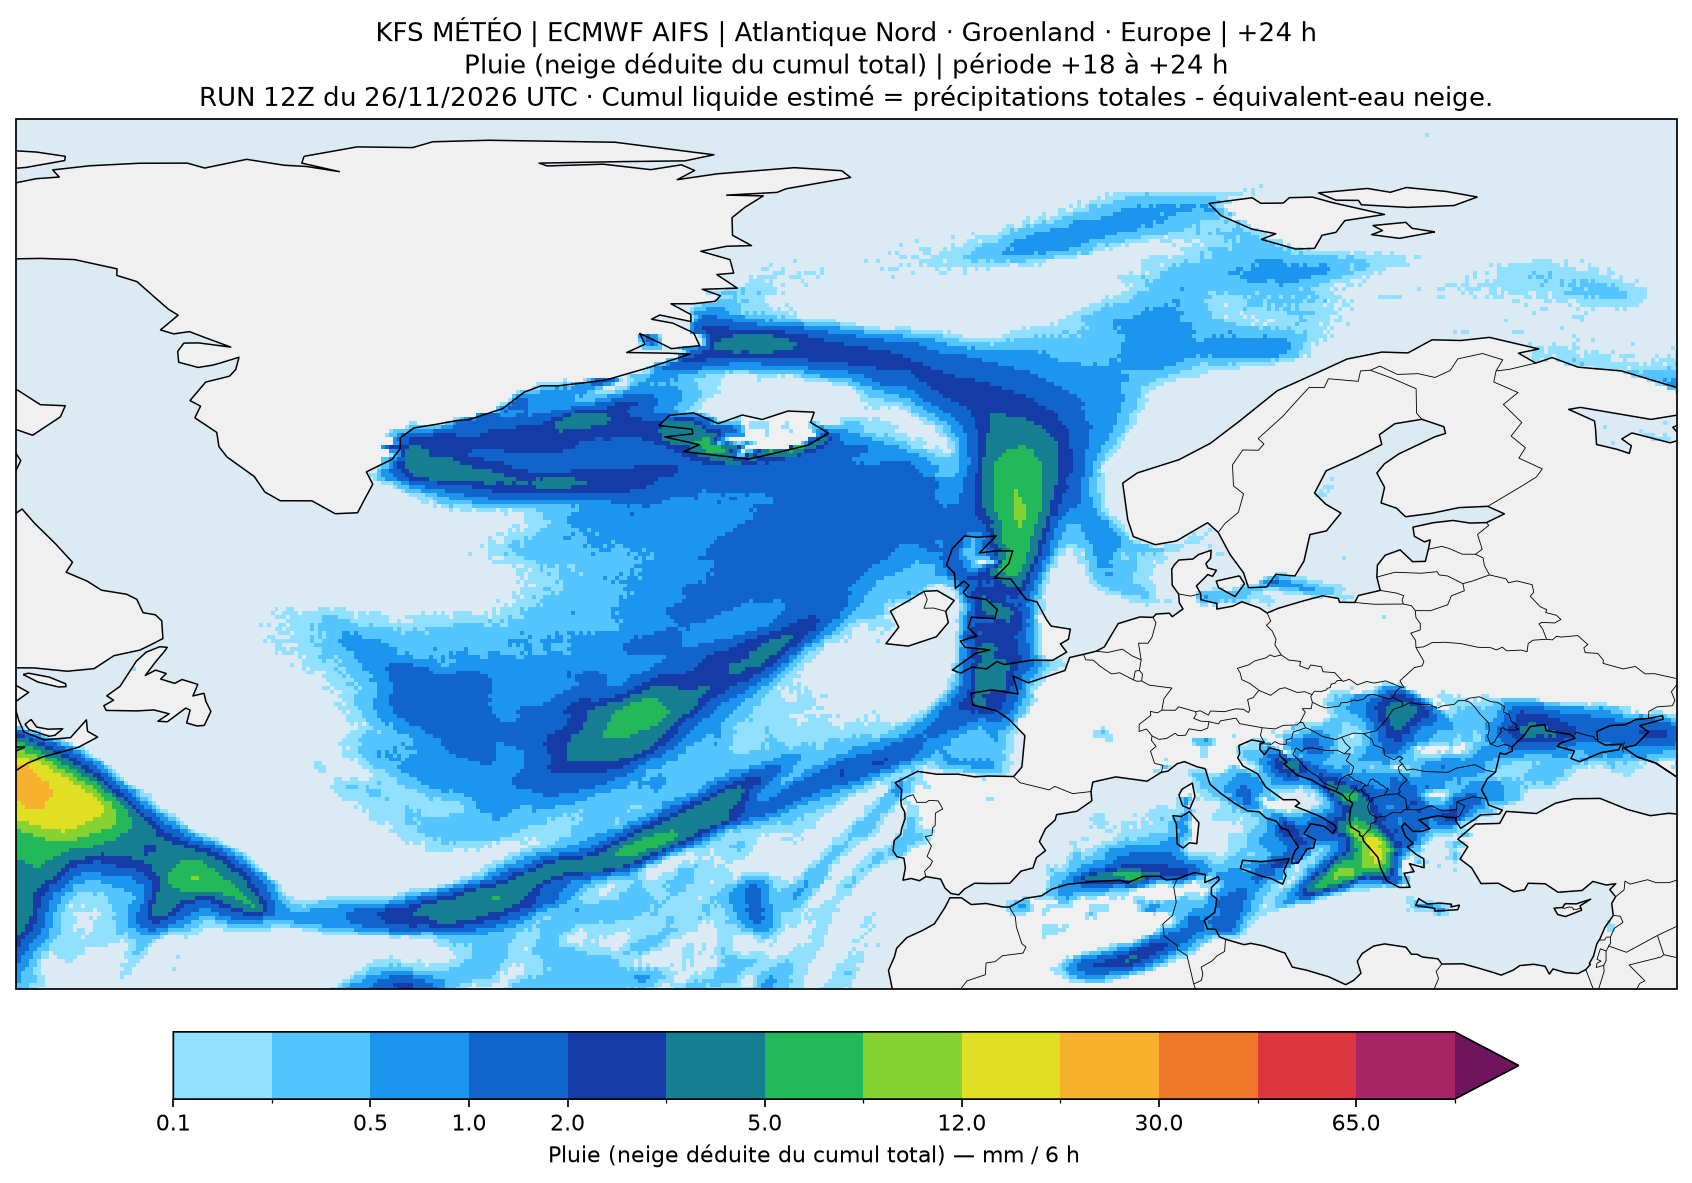 KFS MÉTÉO | ECMWF AIFS | Atlantique Nord · Groenland · Europe | +24 h
Pluie (neige déduite du cumul total) | période +18 à +24 h
RUN 12Z du 26/11/2026 UTC · Cumul liquide estimé = précipitations totales - équivalent-eau neige.
0.1 0.5 1.0 2.0 5.0 12.0 30.0 65.0
Pluie (neige déduite du cumul total) — mm / 6 h